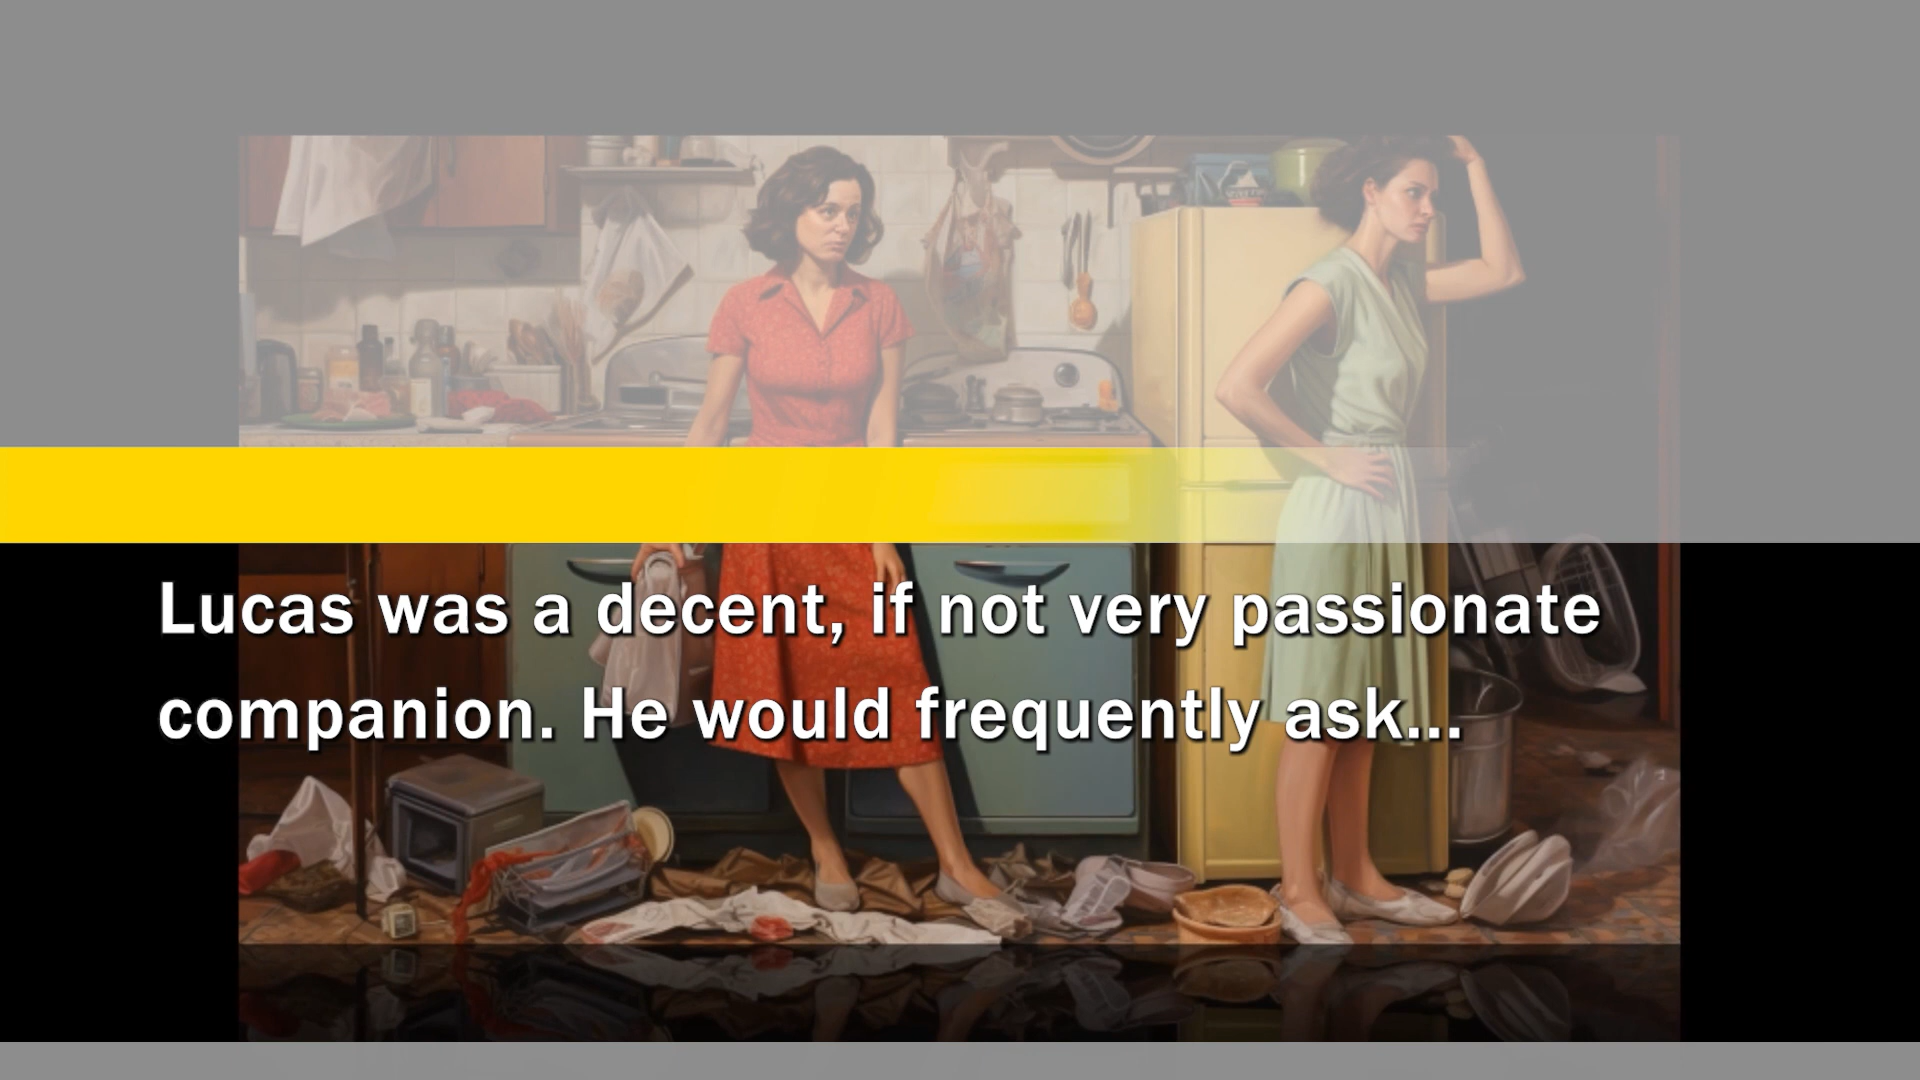 Lucas was a decent, if not very passionate
companion. He would frequently ask...